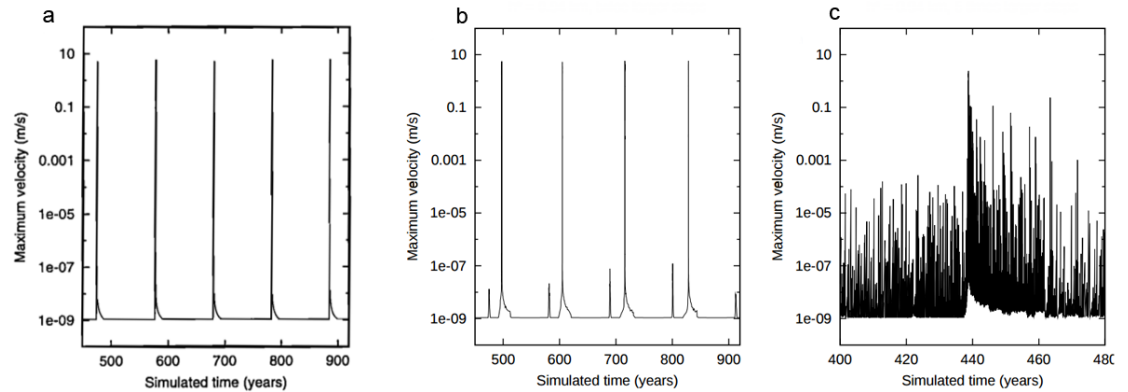 a
10
0.1
0.001
1e-05
1e-07
1e-09
Maximum velocity (m/s)
500 600 700 800 900
Simulated time (years)
b
10
0.1
0.001
1e-05
1e-07
1e-09
Maximum velocity (m/s)
500 600 700 800 900
Simulated time (years)
c
10
0.1
0.001
1e-05
1e-07
1e-09
Maximum velocity (m/s)
400 420 440 460 480
Simulated time (years)